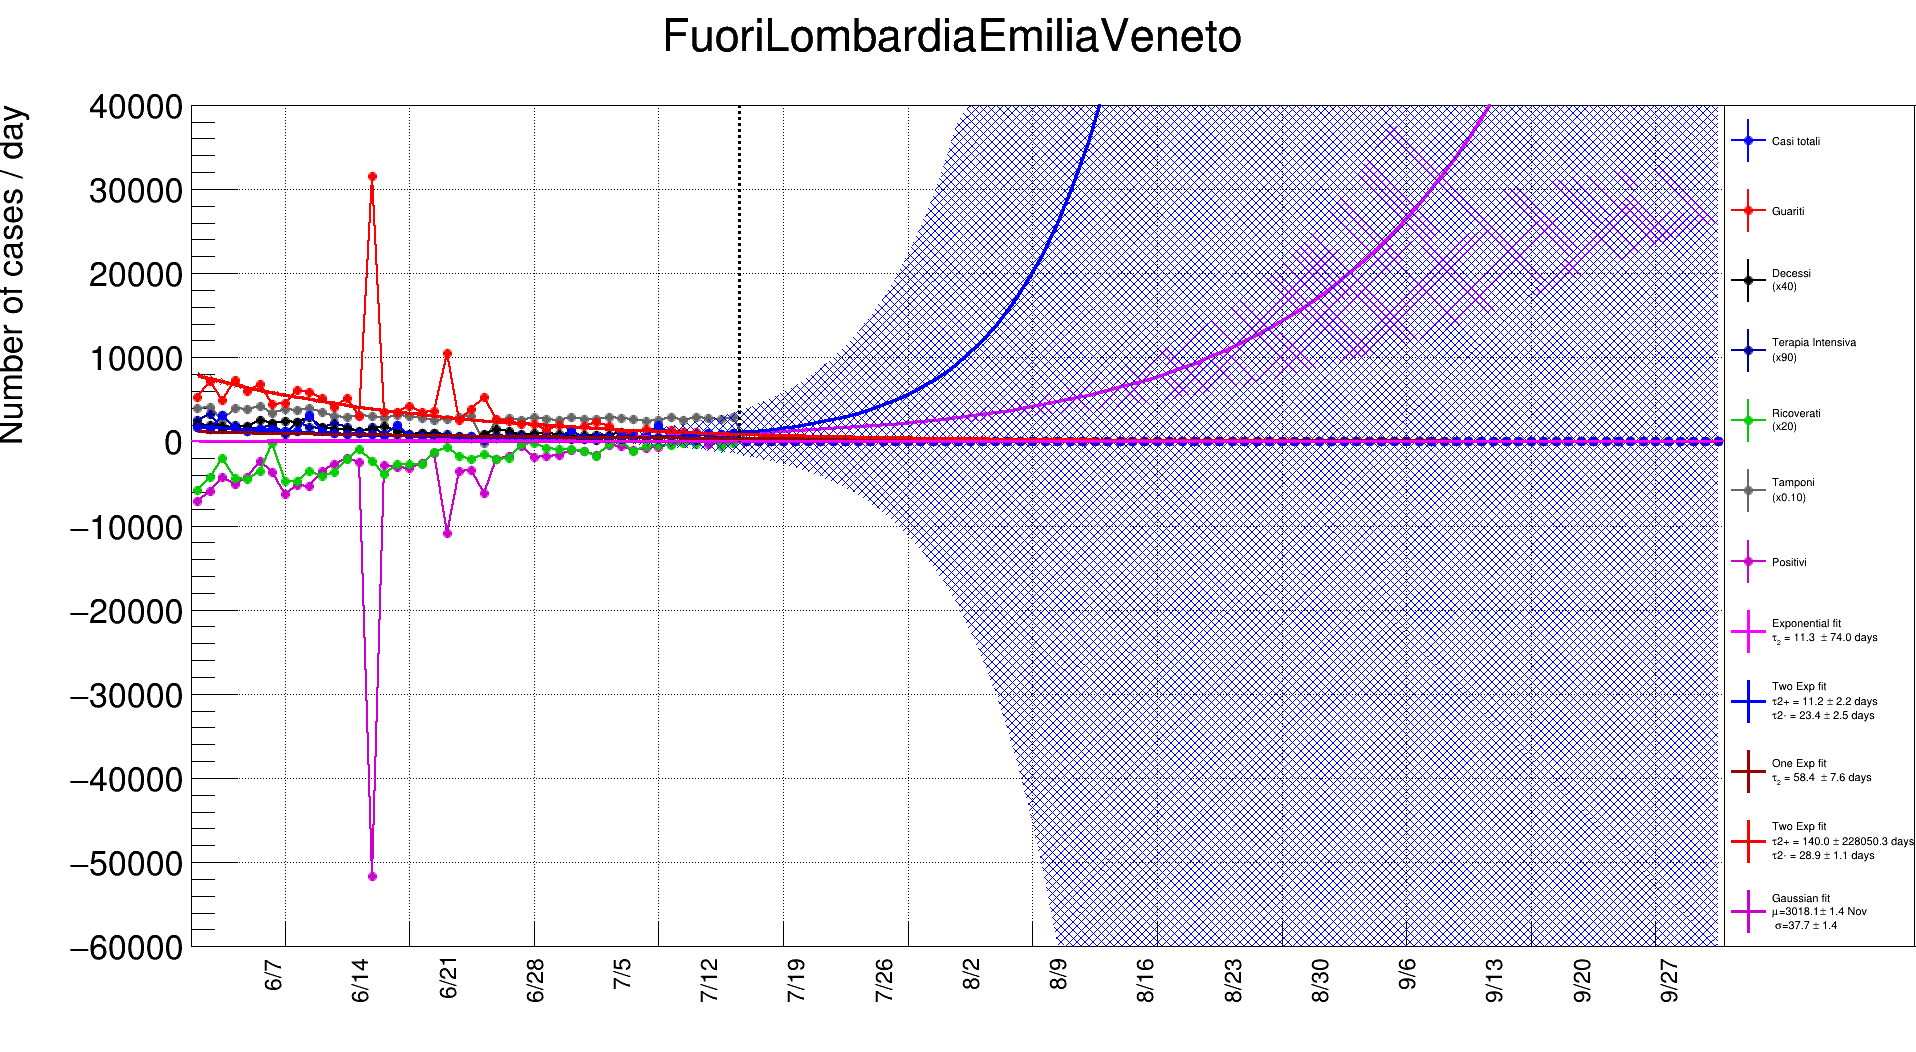 FuoriLombardiaEmiliaVeneto
Number of cases / day
40000
30000
20000
10000
0
−10000
−20000
−30000
−40000
−50000
−60000
6/7
6/14
6/21
6/28
7/5
7/12
7/19
7/26
8/2
8/9
8/16
8/23
8/30
9/6
9/13
9/20
9/27
Casi totali
Guariti
Decessi
(x40)
Terapia Intensiva
(x90)
Ricoverati
(x20)
Tamponi
(x0.10)
Positivi
Exponential fit
τ2 = 11.3 ± 74.0 days
Two Exp fit
τ2+ = 11.2 ± 2.2 days
τ2- = 23.4 ± 2.5 days
One Exp fit
τ2 = 58.4 ± 7.6 days
Two Exp fit
τ2+ = 140.0 ± 228050.3 days
τ2- = 28.9 ± 1.1 days
Gaussian fit
μ=3018.1± 1.4 Nov
σ=37.7 ± 1.4